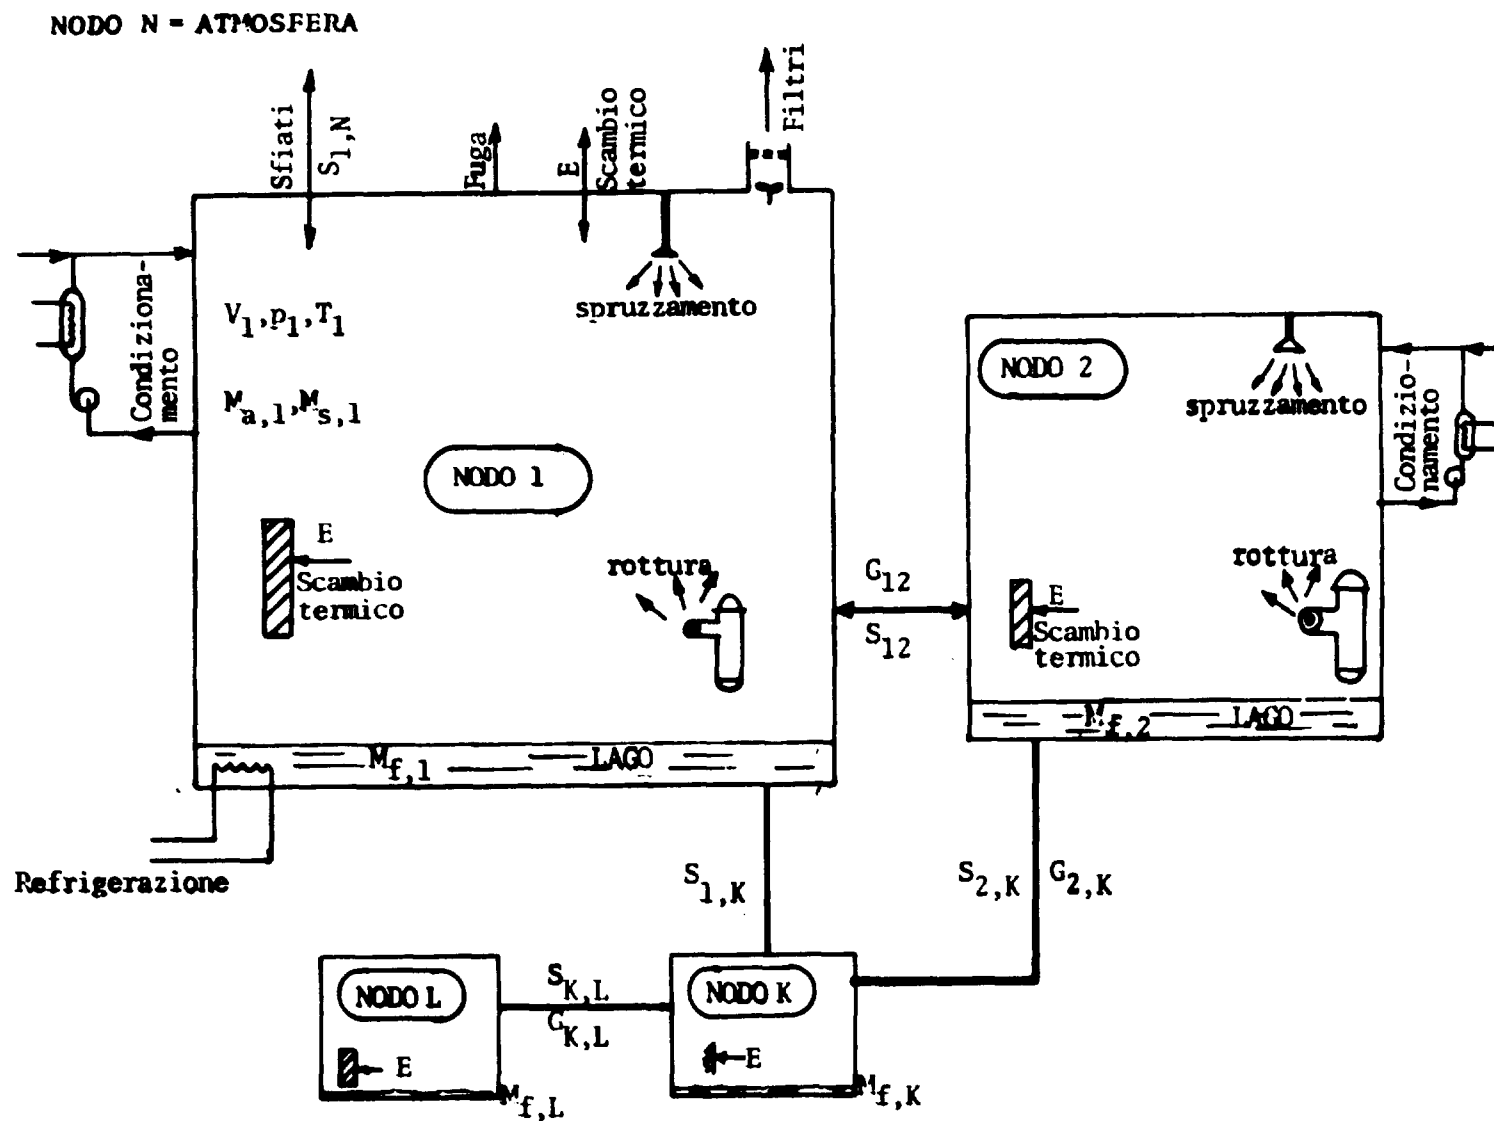 NODO N = ATMOSFERA
Sfiati
S1,N
Fuga
E
Scambio
termico
Filtri
Condiziona-
mento
V1,p1,T1
Ma,1,Ms,1
spruzzamento
NODO 1
E
Scambio
termico
rottura
G12
S12
NODO 2
spruzzamento
Condizio-
namento
rottura
E
Scambio
termico
Mf,2
LAGO
Mf,1
LAGO
Refrigerazione
S1,K
S2,K
G2,K
NODO L
E
Mf,L
SK,L
GK,L
NODO K
E
Mf,K